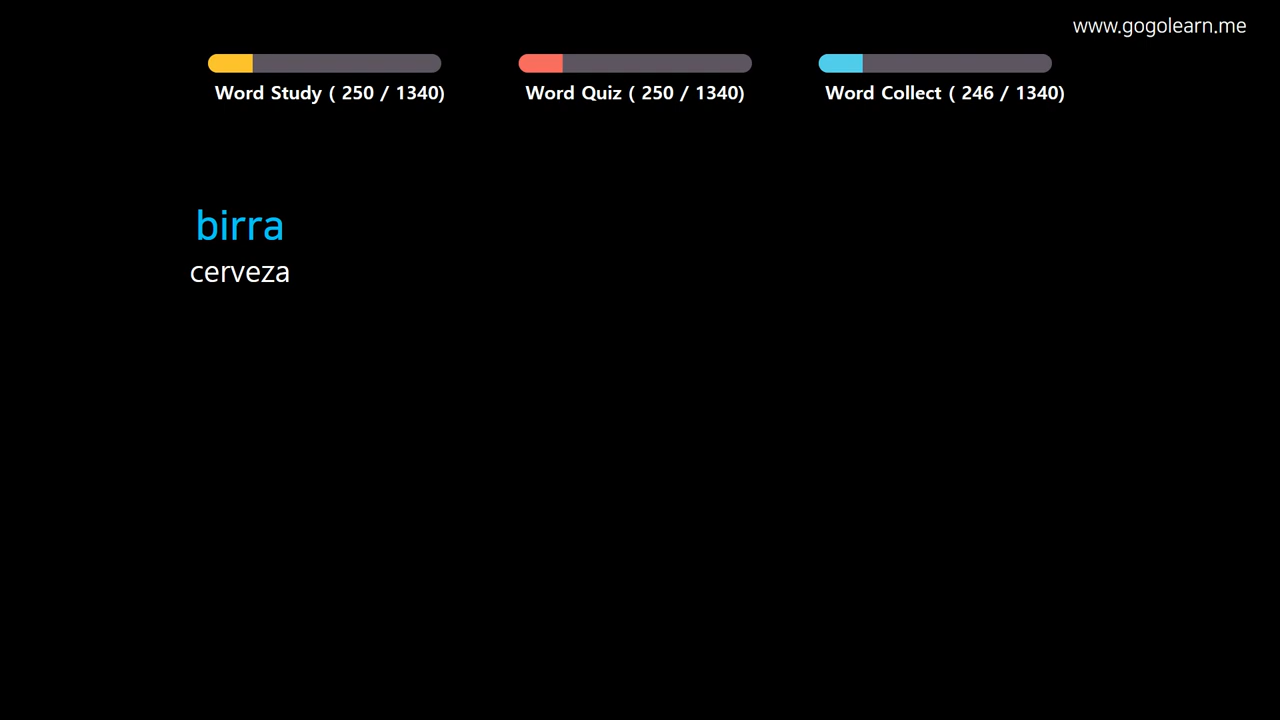 www.gogolearn.me
Word Study ( 250 / 1340)
Word Quiz ( 250 / 1340)
Word Collect ( 246 / 1340)
birra
cerveza